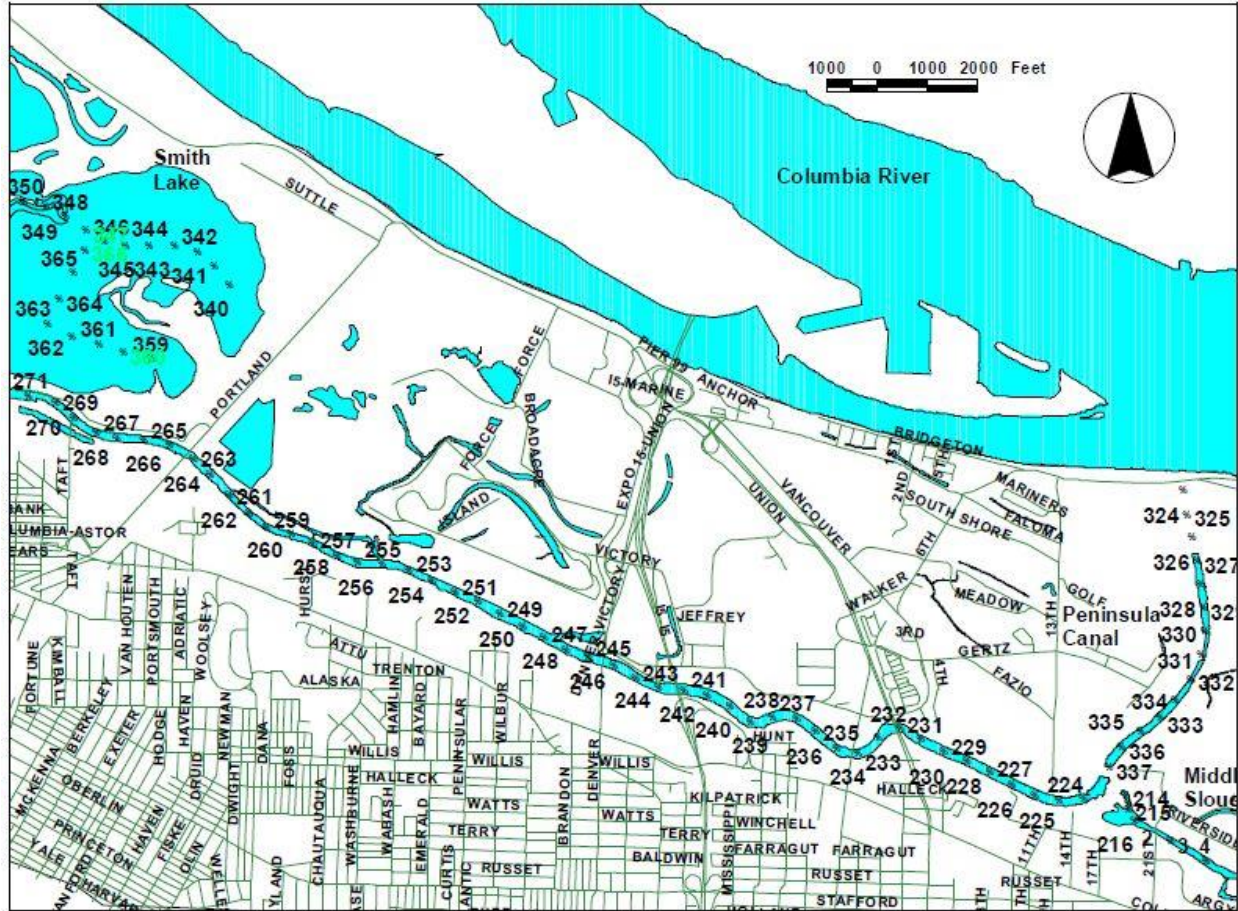 1000 0 1000 2000 Feet
Columbia River
Smith
Lake
SUTTLE
350
348
349
346
344
342
365
345
343
341
340
363
364
361
362
359
PORTLAND
271
269
270
267
265
268
266
263
264
261
262
259
260
257
258
255
256
253
254
251
252
249
250
247
248
245
246
243
244
241
242
240
238
237
239
236
235
234
232
233
231
230
229
228
227
226
225
224
FORCE
FORCE
BROADACRE
ISLAND
PIER 99
ANCHOR
I5-MARINE
I5-UNION
EXPO
UNION
VANCOUVER
VICTORY
VICTORY
DENVER
I5
I5
JEFFREY
BRIDGETON
1ST
2ND
5TH
6TH
SOUTH SHORE
MARINERS
FALOMA
WALKER
MEADOW
GOLF
13TH
3RD
4TH
GERTZ
FAZIO
Peninsula
Canal
324
325
326
327
328
330
331
332
334
333
335
336
337
214
215
216
3
4
RIVERSIDE
21ST
TAFT
TAFT
HURST
VAN HOUTEN
PORTSMOUTH
ADRIATIC
WOOLSEY
FORTUNE
KIMBALL
BERKELEY
EXETER
MCKENNA
OBERLIN
PRINCETON
YALE
HARVARD
HODGE
HAVEN
HAVEN
DRUID
FISKE
OLIN
NEWMAN
DWIGHT
DANA
FOSS
ATTU
TRENTON
ALASKA
HAMLIN
BAYARD
PENINSULAR
WILBUR
WILLIS
WILLIS
WILLIS
HALLECK
HALLECK
CHAUTAUQUA
WASHBURNE
WABASH
EMERALD
CURTIS
WATTS
WATTS
TERRY
TERRY
RUSSET
BRANDON
DENVER
BALDWIN
MISSISSIPPI
HUNT
KILPATRICK
WINCHELL
FARRAGUT
FARRAGUT
RUSSET
RUSSET
STAFFORD
11TH
14TH
17TH